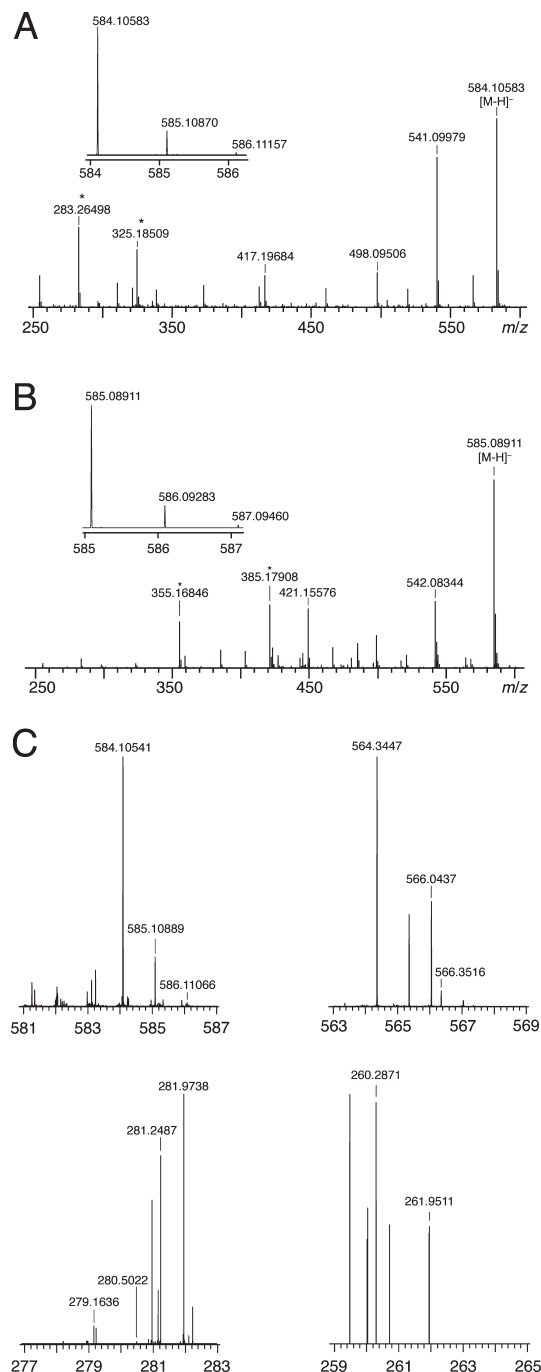 A
584.10583
585.10870
586.11157
584 585 586
584.10583
[M-H]⁻
541.09979
*
283.26498
*
325.18509
417.19684
498.09506
250 350 450 550 m/z
B
585.08911
586.09283
587.09460
585 586 587
585.08911
[M-H]⁻
*
385.17908
*
355.16846
421.15576
542.08344
250 350 450 550 m/z
C
584.10541
585.10889
586.11066
581 583 585 587
564.3447
566.0437
566.3516
563 565 567 569
281.9738
281.2487
280.5022
279.1636
277 279 281 283
260.2871
261.9511
259 261 263 265